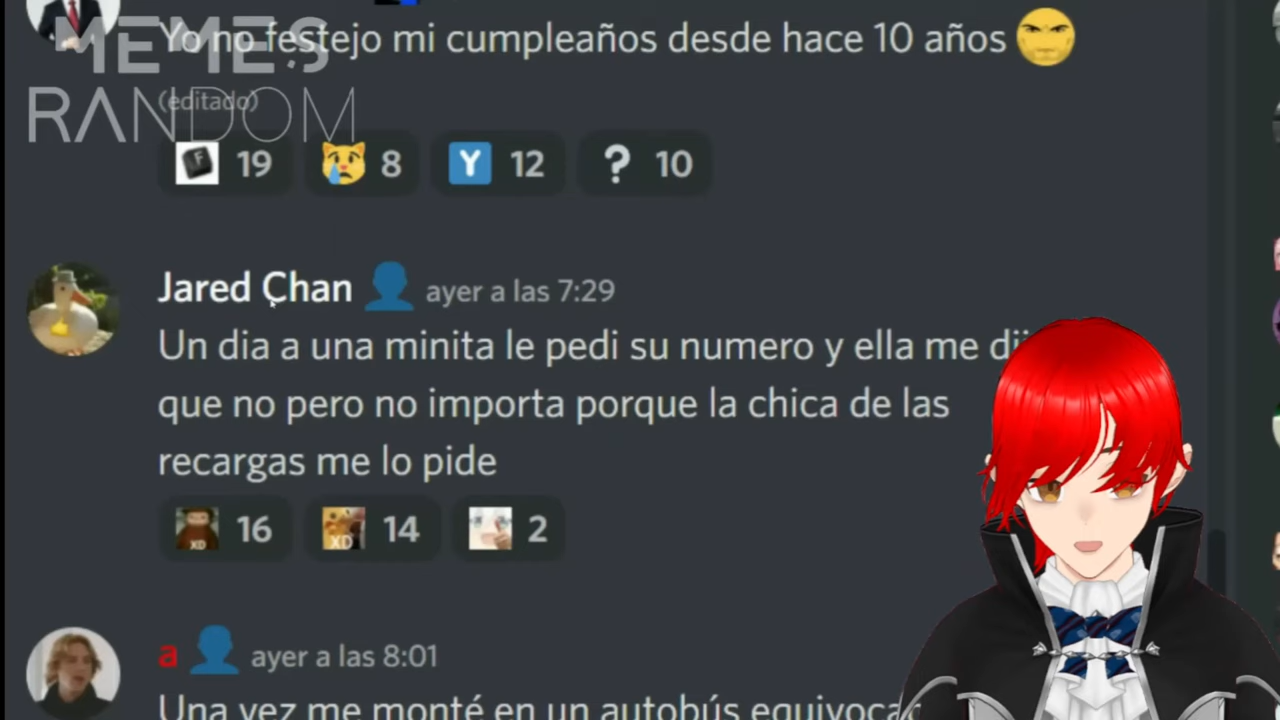 MEMES
RANDOM
Yo no festejo mi cumpleaños desde hace 10 años
(editado)
F 19 8 Y 12 ? 10
Jared Çhan ayer a las 7:29
Un dia a una minita le pedi su numero y ella me
que no pero no importa porque la chica de las
recargas me lo pide
XD 16 XD 14 2
a ayer a las 8:01
Una vez me monté en un autobús